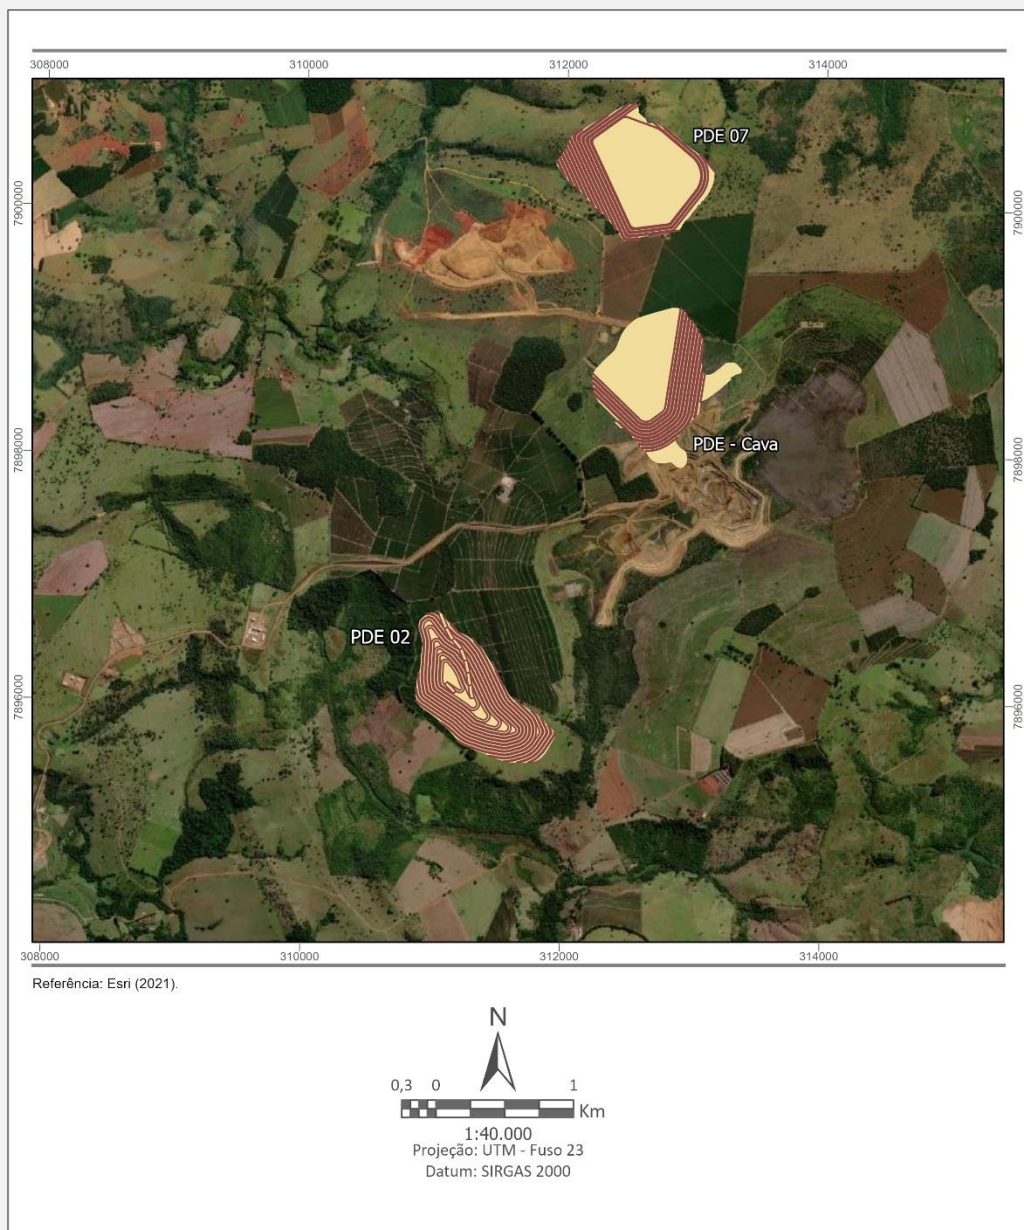 308000 310000 312000 314000
PDE 07
7900000 7900000
PDE - Cava
7898000 7898000
PDE 02
7896000 7896000
308000 310000 312000 314000
Referência: Esri (2021).
N
0,3 0 1
Km
1:40.000
Projeção: UTM - Fuso 23
Datum: SIRGAS 2000